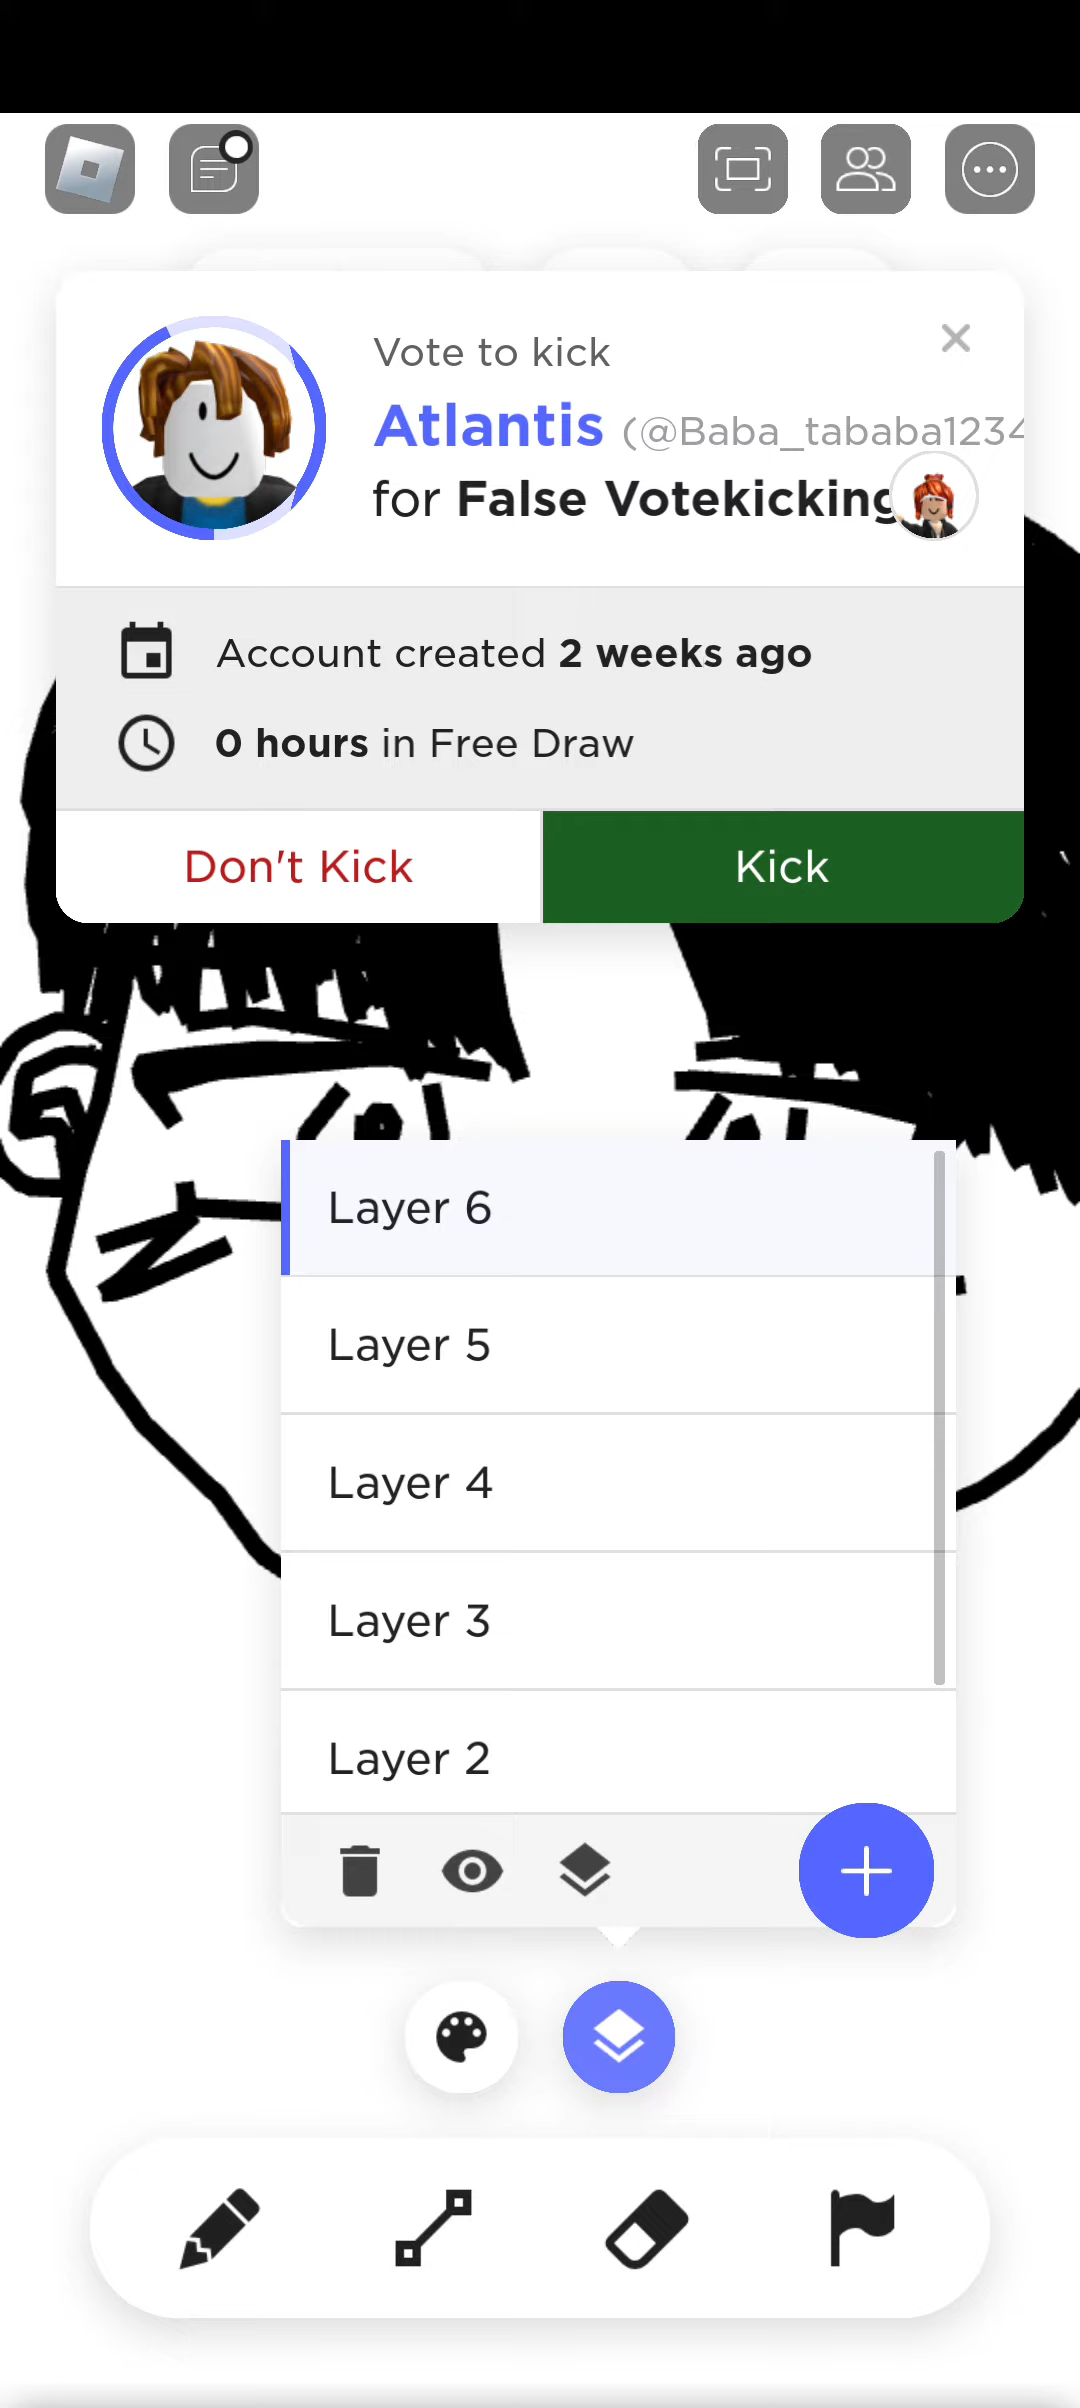 Vote to kick
Atlantis (@Baba_tababa1234
for False Votekicking
Account created 2 weeks ago
0 hours in Free Draw
Don't Kick
Kick
Layer 6
Layer 5
Layer 4
Layer 3
Layer 2